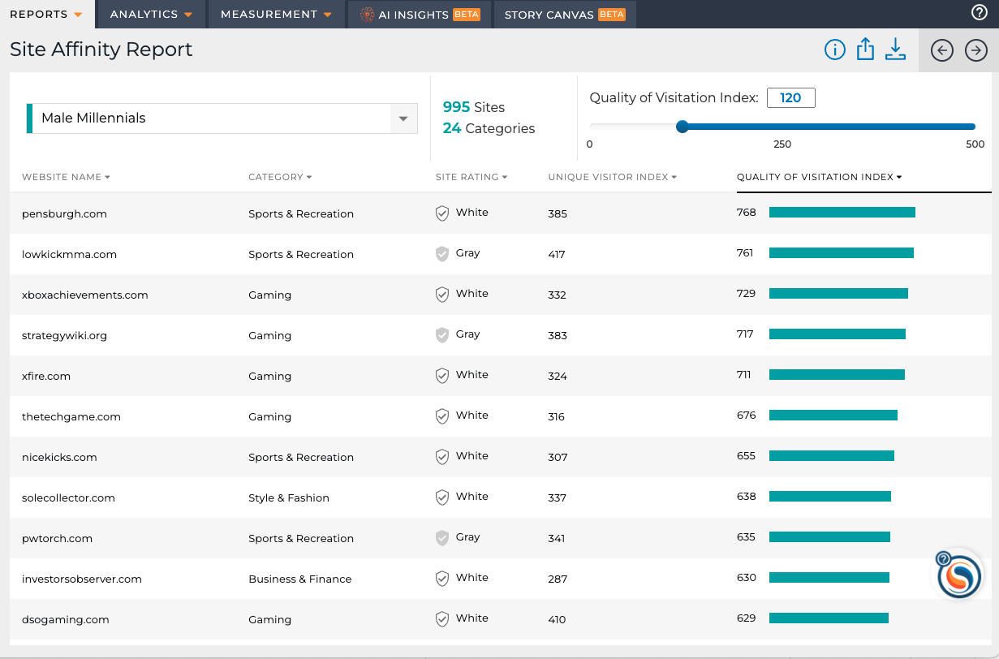 REPORTS ANALYTICS MEASUREMENT AI INSIGHTS BETA STORY CANVAS BETA ?
Site Affinity Report i
Male Millennials
995 Sites
24 Categories
Quality of Visitation Index: 120
0 250 500
WEBSITE NAME CATEGORY SITE RATING UNIQUE VISITOR INDEX QUALITY OF VISITATION INDEX
pensburgh.com Sports & Recreation White 385 768
lowkickmma.com Sports & Recreation Gray 417 761
xboxachievements.com Gaming White 332 729
strategywiki.org Gaming Gray 383 717
xfire.com Gaming White 324 711
thetechgame.com Gaming White 316 676
nicekicks.com Sports & Recreation White 307 655
solecollector.com Style & Fashion White 337 638
pwtorch.com Sports & Recreation Gray 341 635
investorsobserver.com Business & Finance White 287 630
dsogaming.com Gaming White 410 629
?